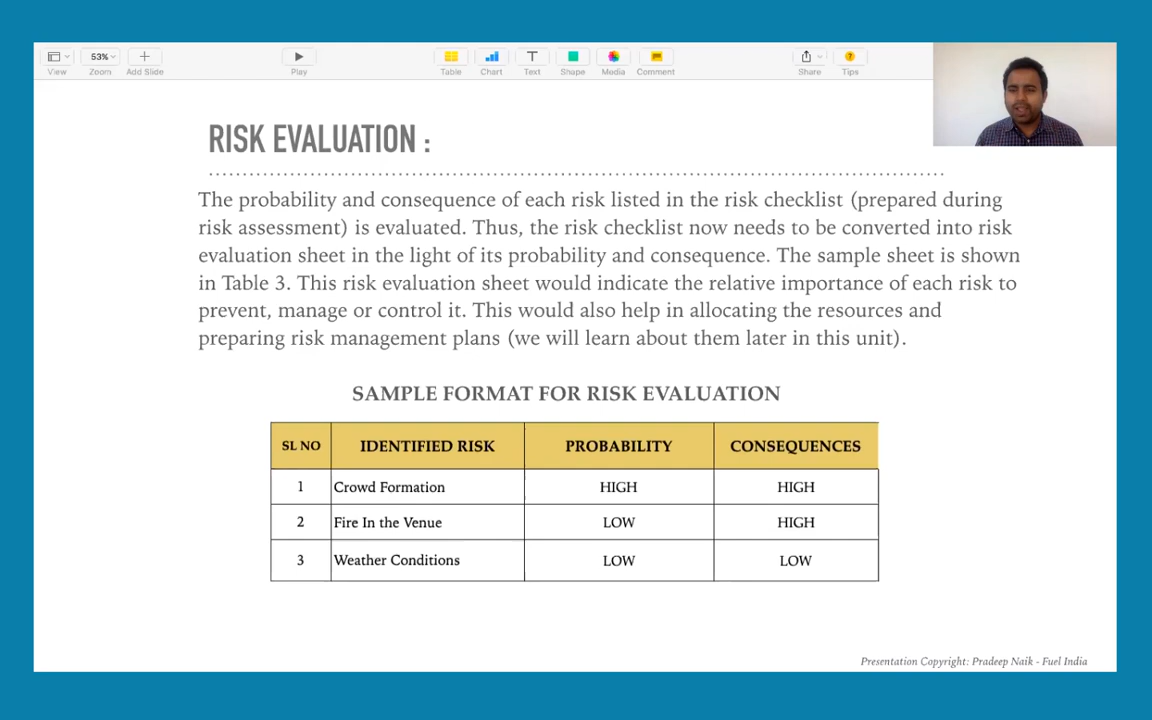 53%
View Zoom Add Slide Play Table Chart Text Shape Media Comment Share Tips
RISK EVALUATION :
The probability and consequence of each risk listed in the risk checklist (prepared during
risk assessment) is evaluated. Thus, the risk checklist now needs to be converted into risk
evaluation sheet in the light of its probability and consequence. The sample sheet is shown
in Table 3. This risk evaluation sheet would indicate the relative importance of each risk to
prevent, manage or control it. This would also help in allocating the resources and
preparing risk management plans (we will learn about them later in this unit).
SAMPLE FORMAT FOR RISK EVALUATION
SL NO IDENTIFIED RISK PROBABILITY CONSEQUENCES
1 Crowd Formation HIGH HIGH
2 Fire In the Venue LOW HIGH
3 Weather Conditions LOW LOW
Presentation Copyright: Pradeep Naik - Fuel India